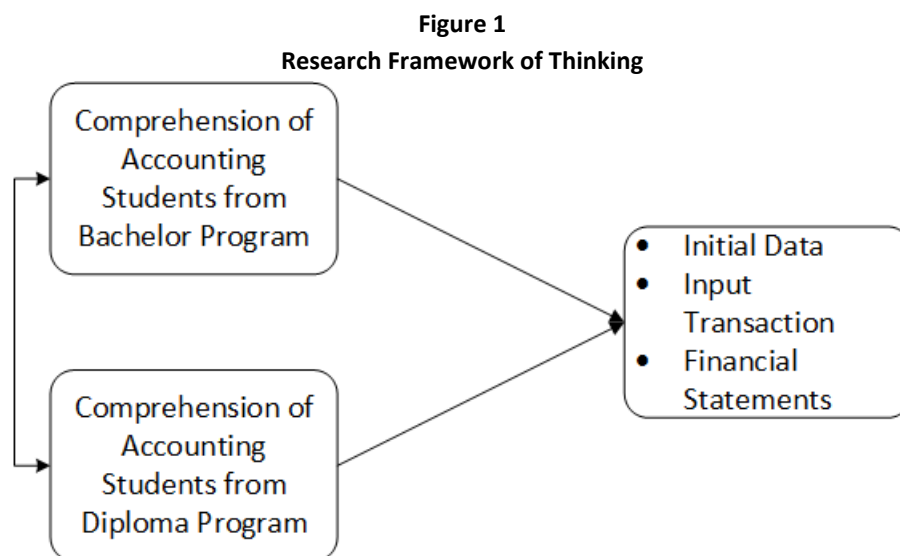 Figure 1
Research Framework of Thinking
Comprehension of
Accounting
Students from
Bachelor Program
• Initial Data
• Input
Transaction
• Financial
Statements
Comprehension of
Accounting
Students from
Diploma Program